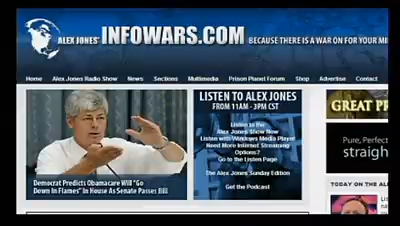 ALEX JONES' INFOWARS.COM BECAUSE THERE IS A WAR ON FOR YOUR MI
Home Alex Jones Radio Show News Sections Multimedia Prison Planet Forum Shop Advertise Contact
LISTEN TO ALEX JONES
FROM 11AM - 3PM CST
Listen to the
Alex Jones Show Now
Listen with Windows Media Player
Need More Internet Streaming
Options?
Go to the Listen Page
The Alex Jones Sunday Edition
Get the Podcast
Democrat Predicts Obamacare Will "Go
Down In Flames" In House As Senate Passes Bill
GREAT P
Pure, Perfec
straigh
TODAY ON THE AL